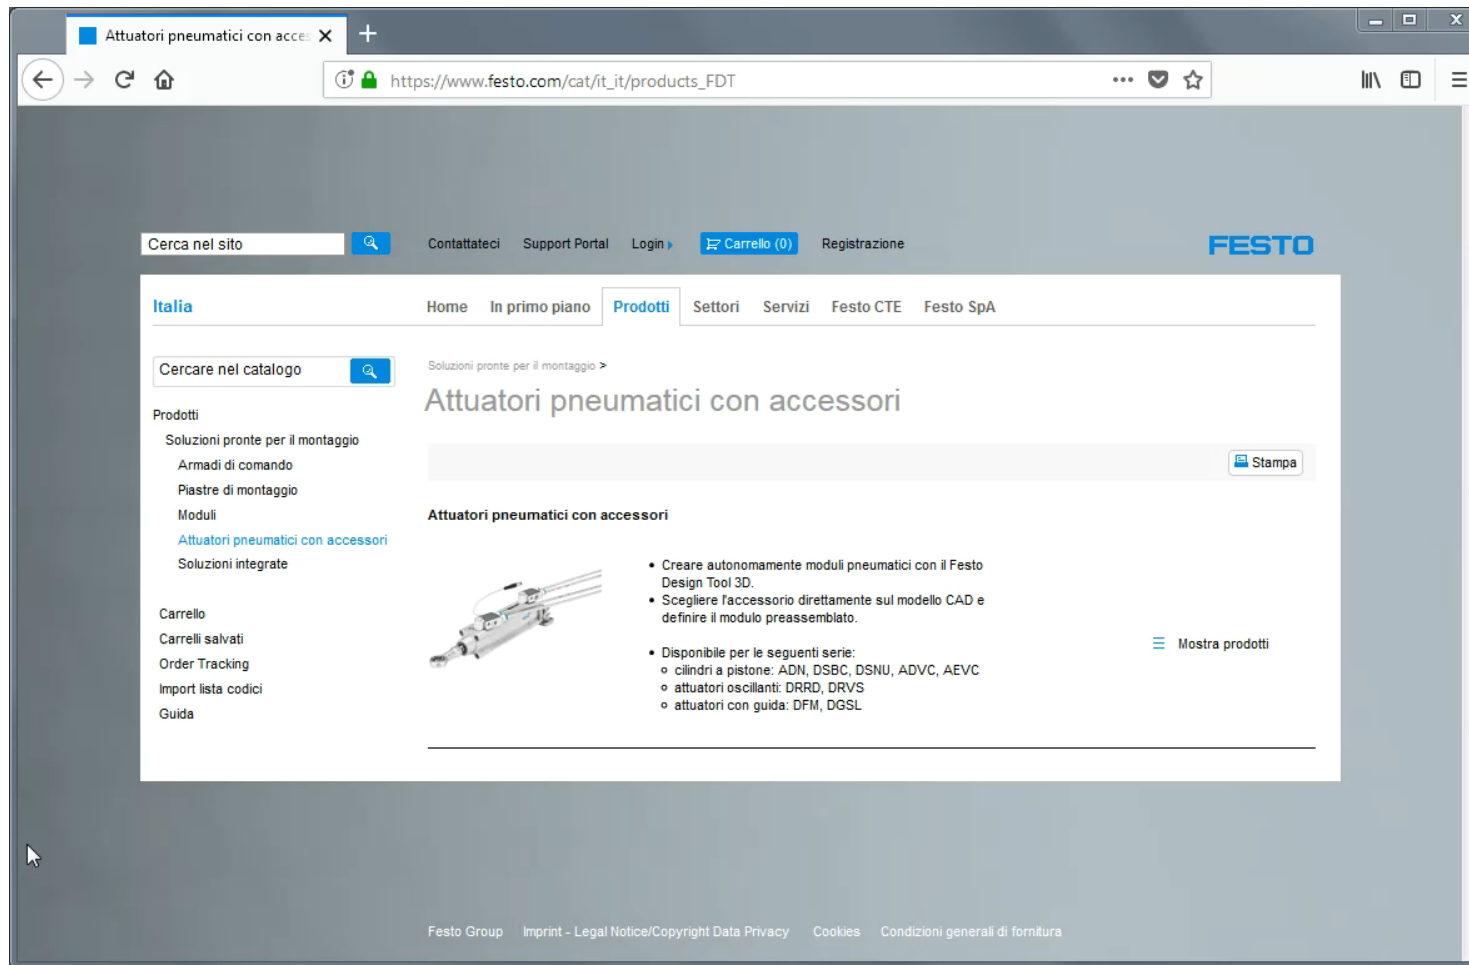 Attuatori pneumatici con acces
https://www.festo.com/cat/it_it/products_FDT
Cerca nel sito
Contattateci Support Portal Login Carrello (0) Registrazione
FESTO
Italia
Home In primo piano Prodotti Settori Servizi Festo CTE Festo SpA
Cercare nel catalogo
Prodotti
Soluzioni pronte per il montaggio
Armadi di comando
Piastre di montaggio
Moduli
Attuatori pneumatici con accessori
Soluzioni integrate
Carrello
Carrelli salvati
Order Tracking
Import lista codici
Guida
Soluzioni pronte per il montaggio >
Attuatori pneumatici con accessori
Stampa
Attuatori pneumatici con accessori
• Creare autonomamente moduli pneumatici con il Festo
Design Tool 3D.
• Scegliere l'accessorio direttamente sul modello CAD e
definire il modulo preassemblato.
• Disponibile per le seguenti serie:
cilindri a pistone: ADN, DSBC, DSNU, ADVC, AEVC
attuatori oscillanti: DRRD, DRVS
attuatori con guida: DFM, DGSL
Mostra prodotti
Festo Group Imprint - Legal Notice/Copyright Data Privacy Cookies Condizioni generali di fornitura